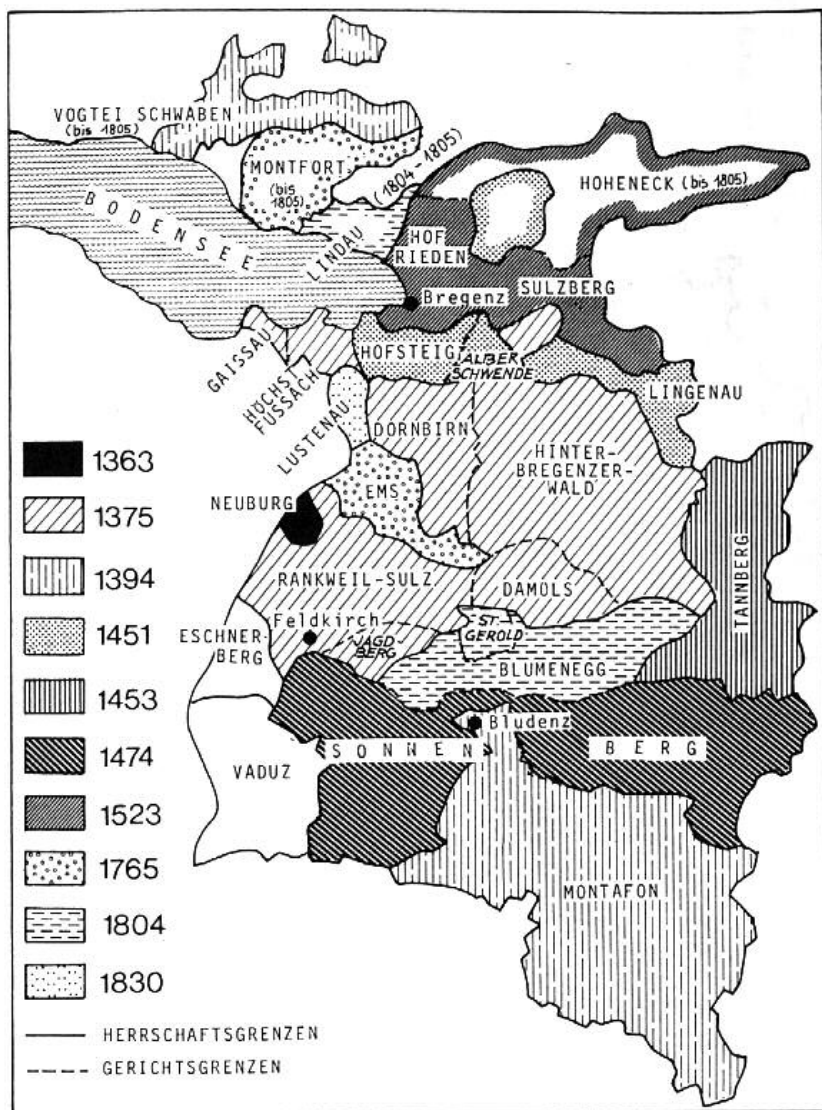 VOGTEI SCHWABEN
(bis 1805)
MONTFORT
(bis
1805)
(1804-1805)
HOHENECK (bis 1805)
BODENSEE
LINDAU
HOF
RIEDEN
Bregenz
SULZBERG
GAISSAU
HÖCHST
FUSSACH
HOFSTEIG
ALBER
SCHWENDE
LINGENAU
LUSTENAU
DORNBIRN
HINTER-
BREGENZER-
WALD
EMS
NEUBURG
TANNBERG
RANKWEIL-SULZ
DAMÜLS
Feldkirch
JAGD
BERG
ST.
GEROLD
ESCHNER-
BERG
BLUMENEGG
Bludenz
SONNENBERG
VADUZ
MONTAFON
1363
1375
1394
1451
1453
1474
1523
1765
1804
1830
HERRSCHAFTSGRENZEN
GERICHTSGRENZEN